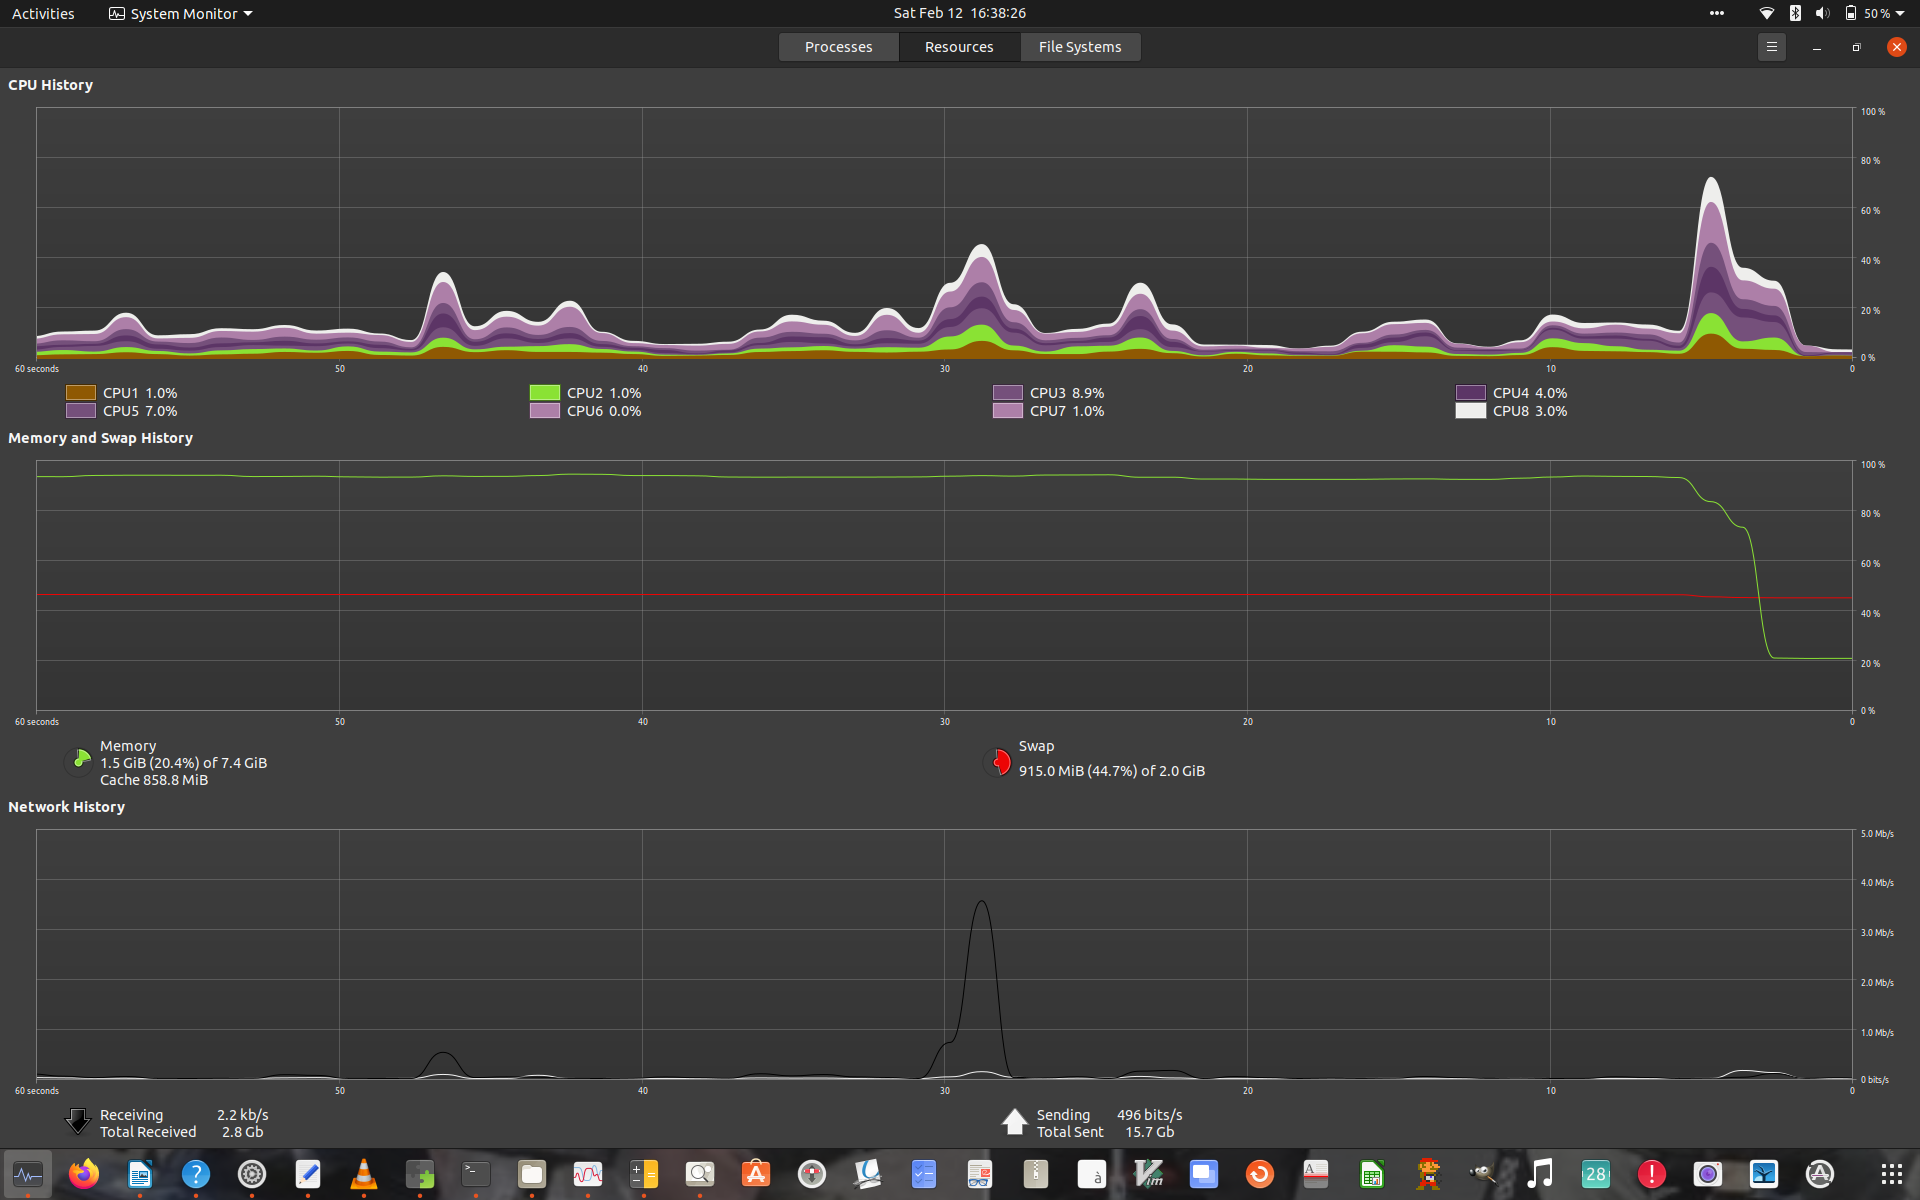 Activities System Monitor Sat Feb 12 16:38:26 50 %
Processes Resources File Systems
CPU History
100 %
80 %
60 %
40 %
20 %
0 %
60 seconds 50 40 30 20 10 0
CPU1 1.0% CPU2 1.0% CPU3 8.9% CPU4 4.0%
CPU5 7.0% CPU6 0.0% CPU7 1.0% CPU8 3.0%
Memory and Swap History
100 %
80 %
60 %
40 %
20 %
0 %
60 seconds 50 40 30 20 10 0
Memory
1.5 GiB (20.4%) of 7.4 GiB
Cache 858.8 MiB
Swap
915.0 MiB (44.7%) of 2.0 GiB
Network History
5.0 Mb/s
4.0 Mb/s
3.0 Mb/s
2.0 Mb/s
1.0 Mb/s
0 bits/s
60 seconds 50 40 30 20 10 0
Receiving 2.2 kb/s
Total Received 2.8 Gb
Sending 496 bits/s
Total Sent 15.7 Gb
? >_ à Vim A 28 !